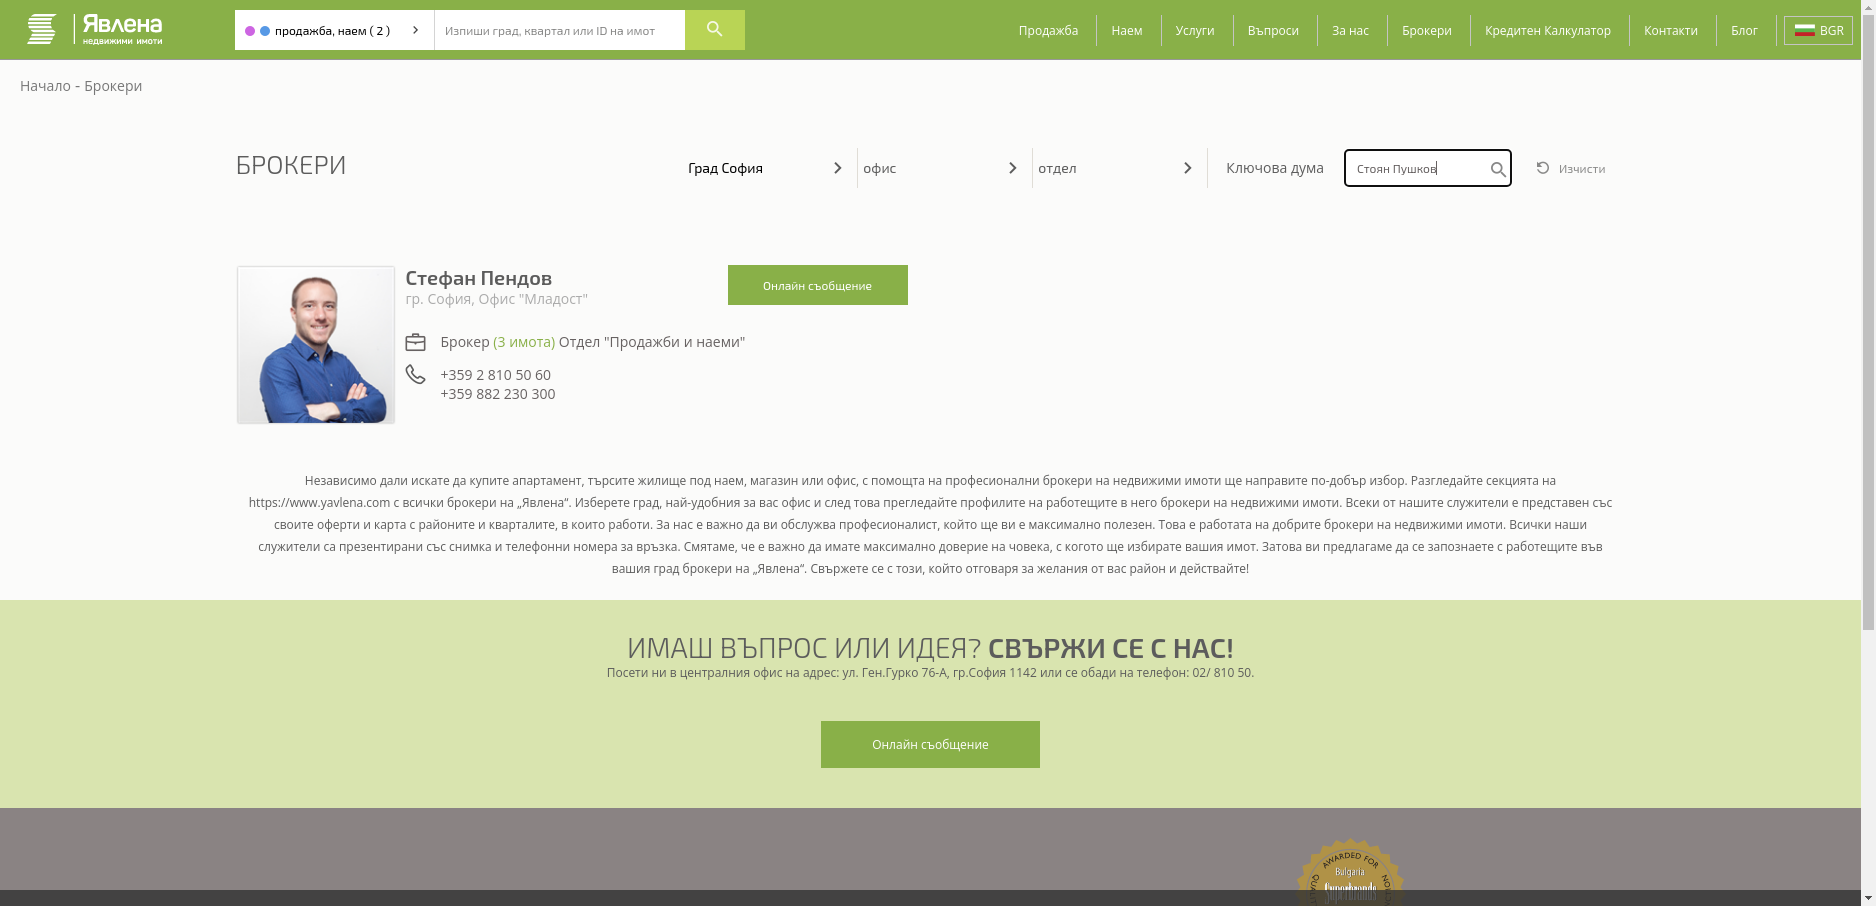 Явлена
недвижими имоти
продажба, наем ( 2 )
Изпиши град, квартал или ID на имот
Продажба
Наем
Услуги
Въпроси
За нас
Брокери
Кредитен Калкулатор
Контакти
Блог
BGR
Начало - Брокери
БРОКЕРИ
Град София
офис
отдел
Ключова дума
Стоян Пушков
Изчисти
Стефан Пендов
гр. София, Офис "Младост"
Онлайн съобщение
Брокер (3 имота) Отдел "Продажби и наеми"
+359 2 810 50 60
+359 882 230 300
Независимо дали искате да купите апартамент, търсите жилище под наем, магазин или офис, с помощта на професионални брокери на недвижими имоти ще направите по-добър избор. Разгледайте секцията на
https://www.yavlena.com с всички брокери на „Явлена“. Изберете град, най-удобния за вас офис и след това прегледайте профилите на работещите в него брокери на недвижими имоти. Всеки от нашите служители е представен със
своите оферти и карта с районите и кварталите, в които работи. За нас е важно да ви обслужва професионалист, който ще ви е максимално полезен. Това е работата на добрите брокери на недвижими имоти. Всички наши
служители са презентирани със снимка и телефонни номера за връзка. Смятаме, че е важно да имате максимално доверие на човека, с когото ще избирате вашия имот. Затова ви предлагаме да се запознаете с работещите във
вашия град брокери на „Явлена“. Свържете се с този, който отговаря за желания от вас район и действайте!
ИМАШ ВЪПРОС ИЛИ ИДЕЯ? СВЪРЖИ СЕ С НАС!
Посети ни в централния офис на адрес: ул. Ген.Гурко 76-А, гр.София 1142 или се обади на телефон: 02/ 810 50.
Онлайн съобщение
AWARDED FOR
Bulgaria